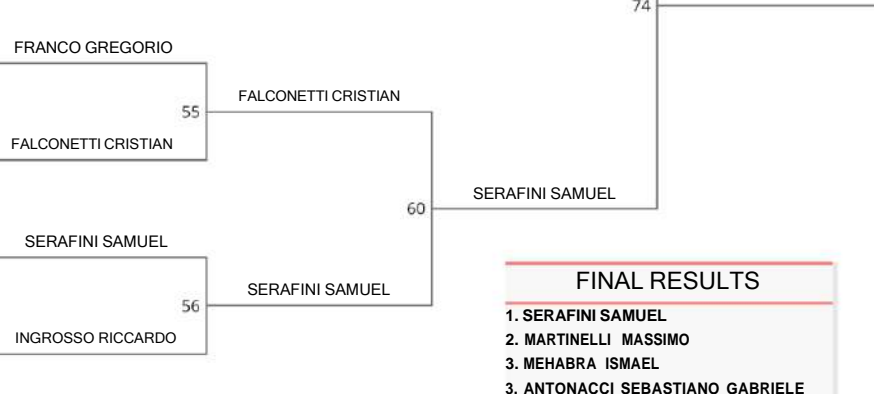 74
FRANCO GREGORIO
55
FALCONETTI CRISTIAN
FALCONETTI CRISTIAN
60
SERAFINI SAMUEL
SERAFINI SAMUEL
56
SERAFINI SAMUEL
INGROSSO RICCARDO
FINAL RESULTS
1. SERAFINI SAMUEL
2. MARTINELLI MASSIMO
3. MEHABRA ISMAEL
3. ANTONACCI SEBASTIANO GABRIELE